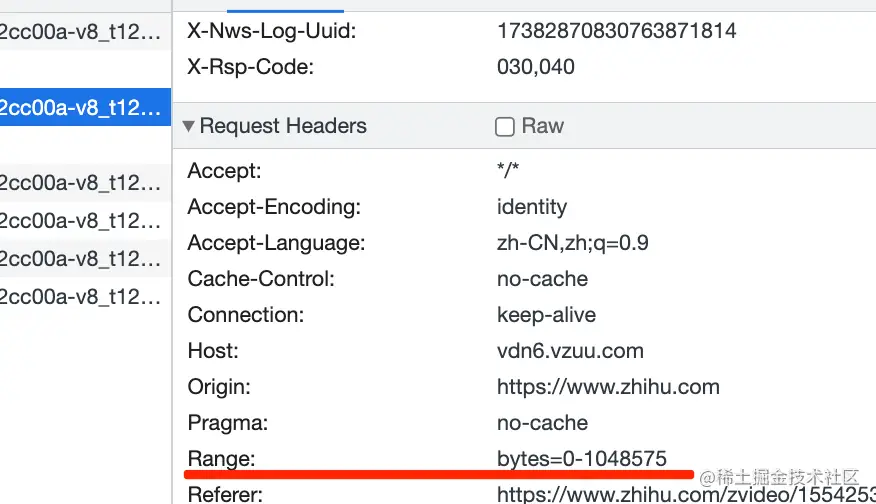 2cc00a-v8_t12...
X-Nws-Log-Uuid: 17382870830763871814
X-Rsp-Code: 030,040
2cc00a-v8_t12...
Request Headers Raw
Accept: */*
2cc00a-v8_t12...
Accept-Encoding: identity
2cc00a-v8_t12...
Accept-Language: zh-CN,zh;q=0.9
2cc00a-v8_t12...
Cache-Control: no-cache
2cc00a-v8_t12...
Connection: keep-alive
Host: vdn6.vzuu.com
Origin: https://www.zhihu.com
Pragma: no-cache
Range: bytes=0-1048575
@稀土掘金技术社区
Referer: https://www.zhihu.com/zvideo/1554253